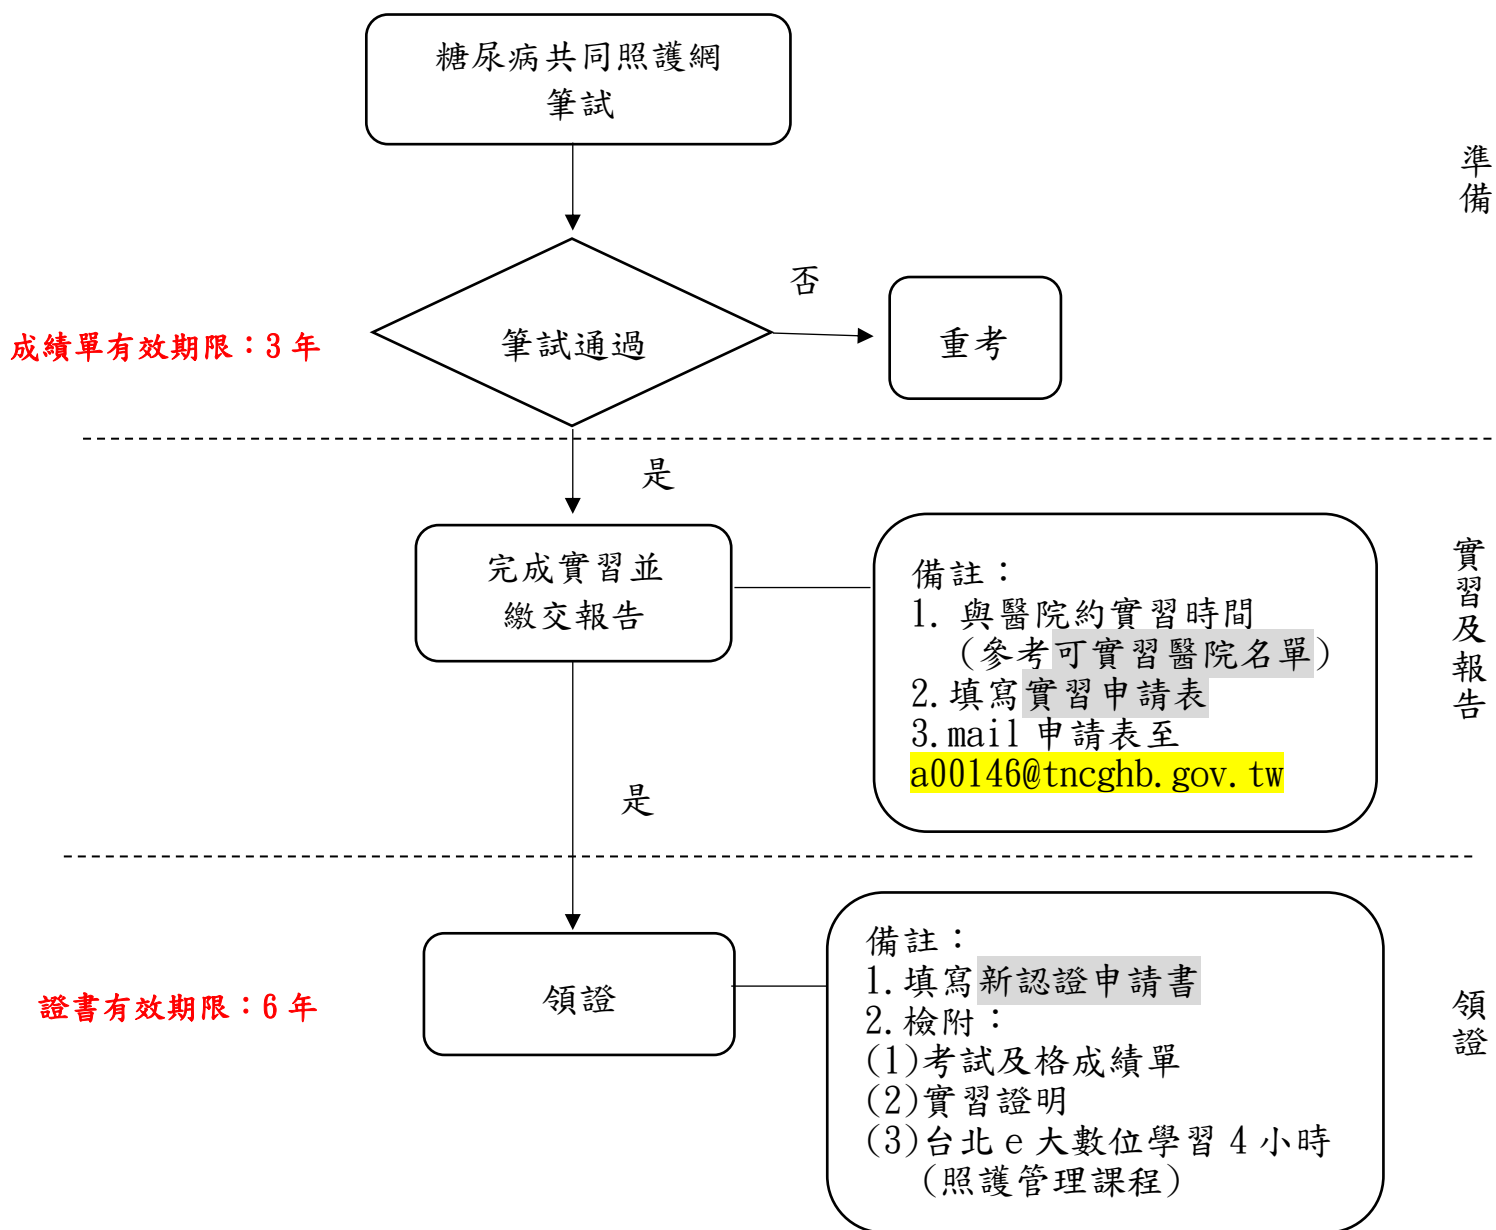 糖尿病共同照護網
筆試
準備
否
筆試通過
重考
成績單有效期限：3 年
是
完成實習並
繳交報告
備註：
1. 與醫院約實習時間
(參考可實習醫院名單)
2.填寫實習申請表
3.mail 申請表至
a00146@tncghb.gov.tw
實習及報告
是
領證
證書有效期限：6 年
備註：
1.填寫新認證申請書
2.檢附：
(1)考試及格成績單
(2)實習證明
(3)台北 e 大數位學習 4 小時
(照護管理課程)
領證